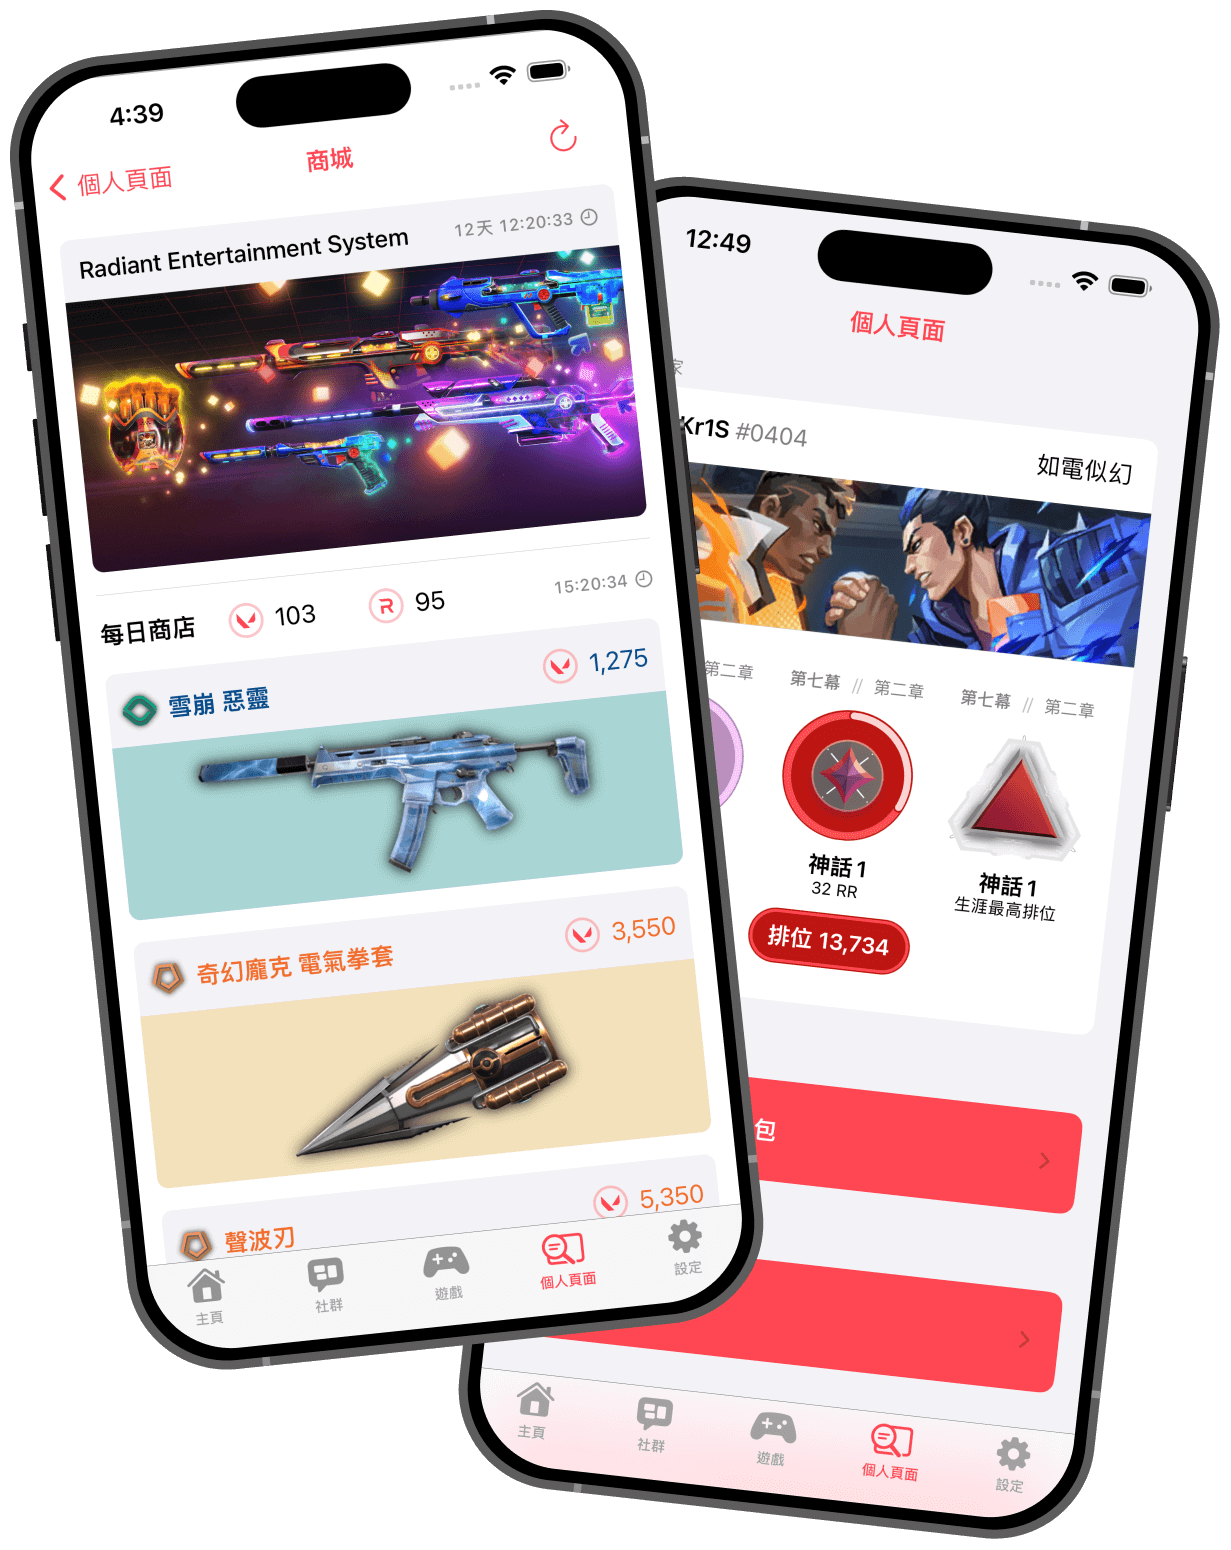 4:39
個人頁面
商城
Radiant Entertainment System
12天 12:20:33
每日商店
103
95
15:20:34
雪崩 惡靈
1,275
奇幻龐克 電氣拳套
3,550
聲波刃
5,350
主頁
社群
遊戲
個人頁面
設定
12:49
個人頁面
家
Kr1S #0404
如電似幻
第二章
第七幕 // 第二章
第七幕 // 第二章
神話 1
32 RR
排位 13,734
神話 1
生涯最高排位
包
主頁
社群
遊戲
個人頁面
設定